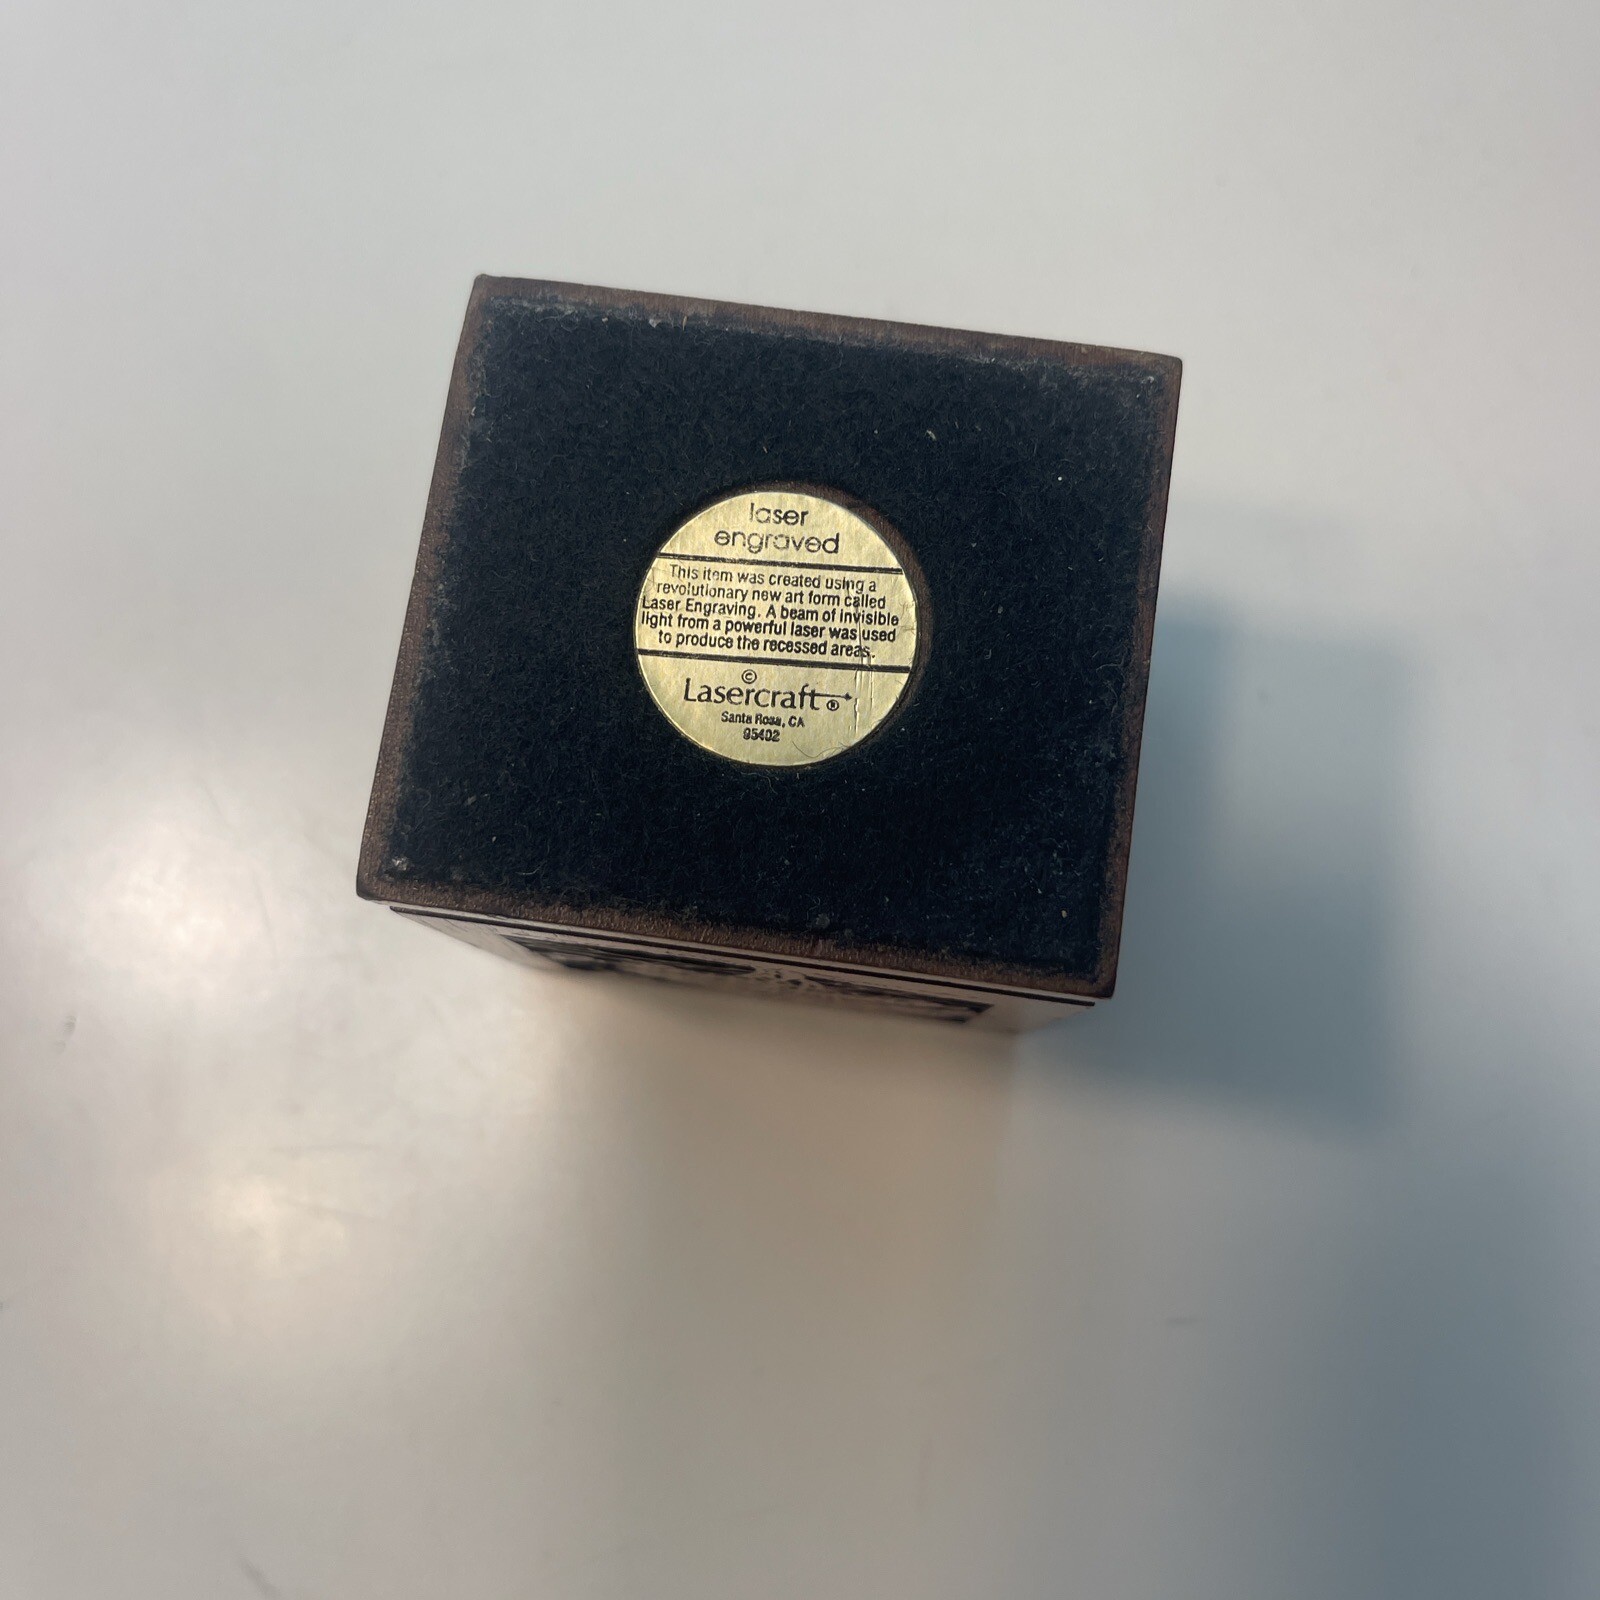 laser
engraved
This item was created using a
revolutionary new art form called
Laser Engraving. A beam of invisible
light from a powerful laser was used
to produce the recessed areas.
©
Lasercraft ®
Santa Rosa, CA
95402